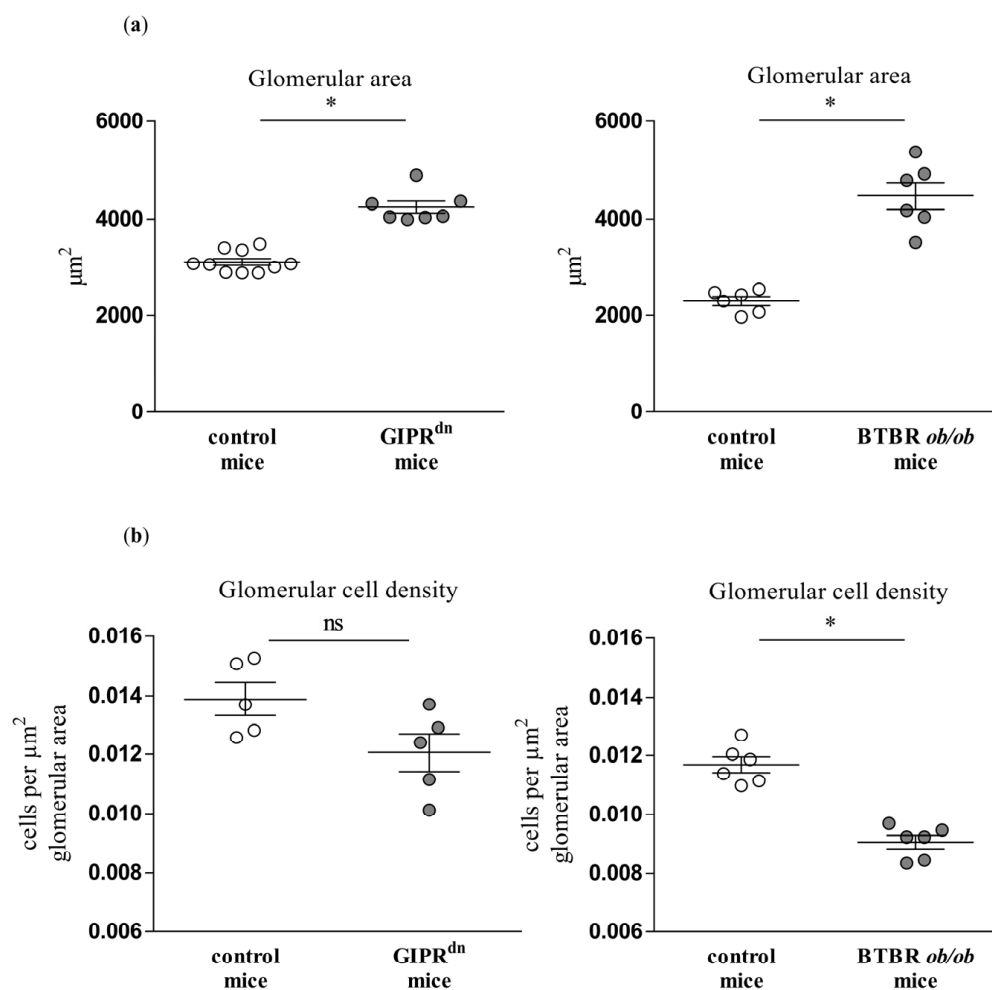 (a)
Glomerular area
*
6000
4000
2000
0
μm²
control
mice
GIPRᵈⁿ
mice
Glomerular area
*
6000
4000
2000
0
μm²
control
mice
BTBR ob/ob
mice
(b)
Glomerular cell density
ns
0.016
0.014
0.012
0.010
0.008
0.006
cells per μm²
glomerular area
control
mice
GIPRᵈⁿ
mice
Glomerular cell density
*
0.016
0.014
0.012
0.010
0.008
0.006
cells per μm²
glomerular area
control
mice
BTBR ob/ob
mice